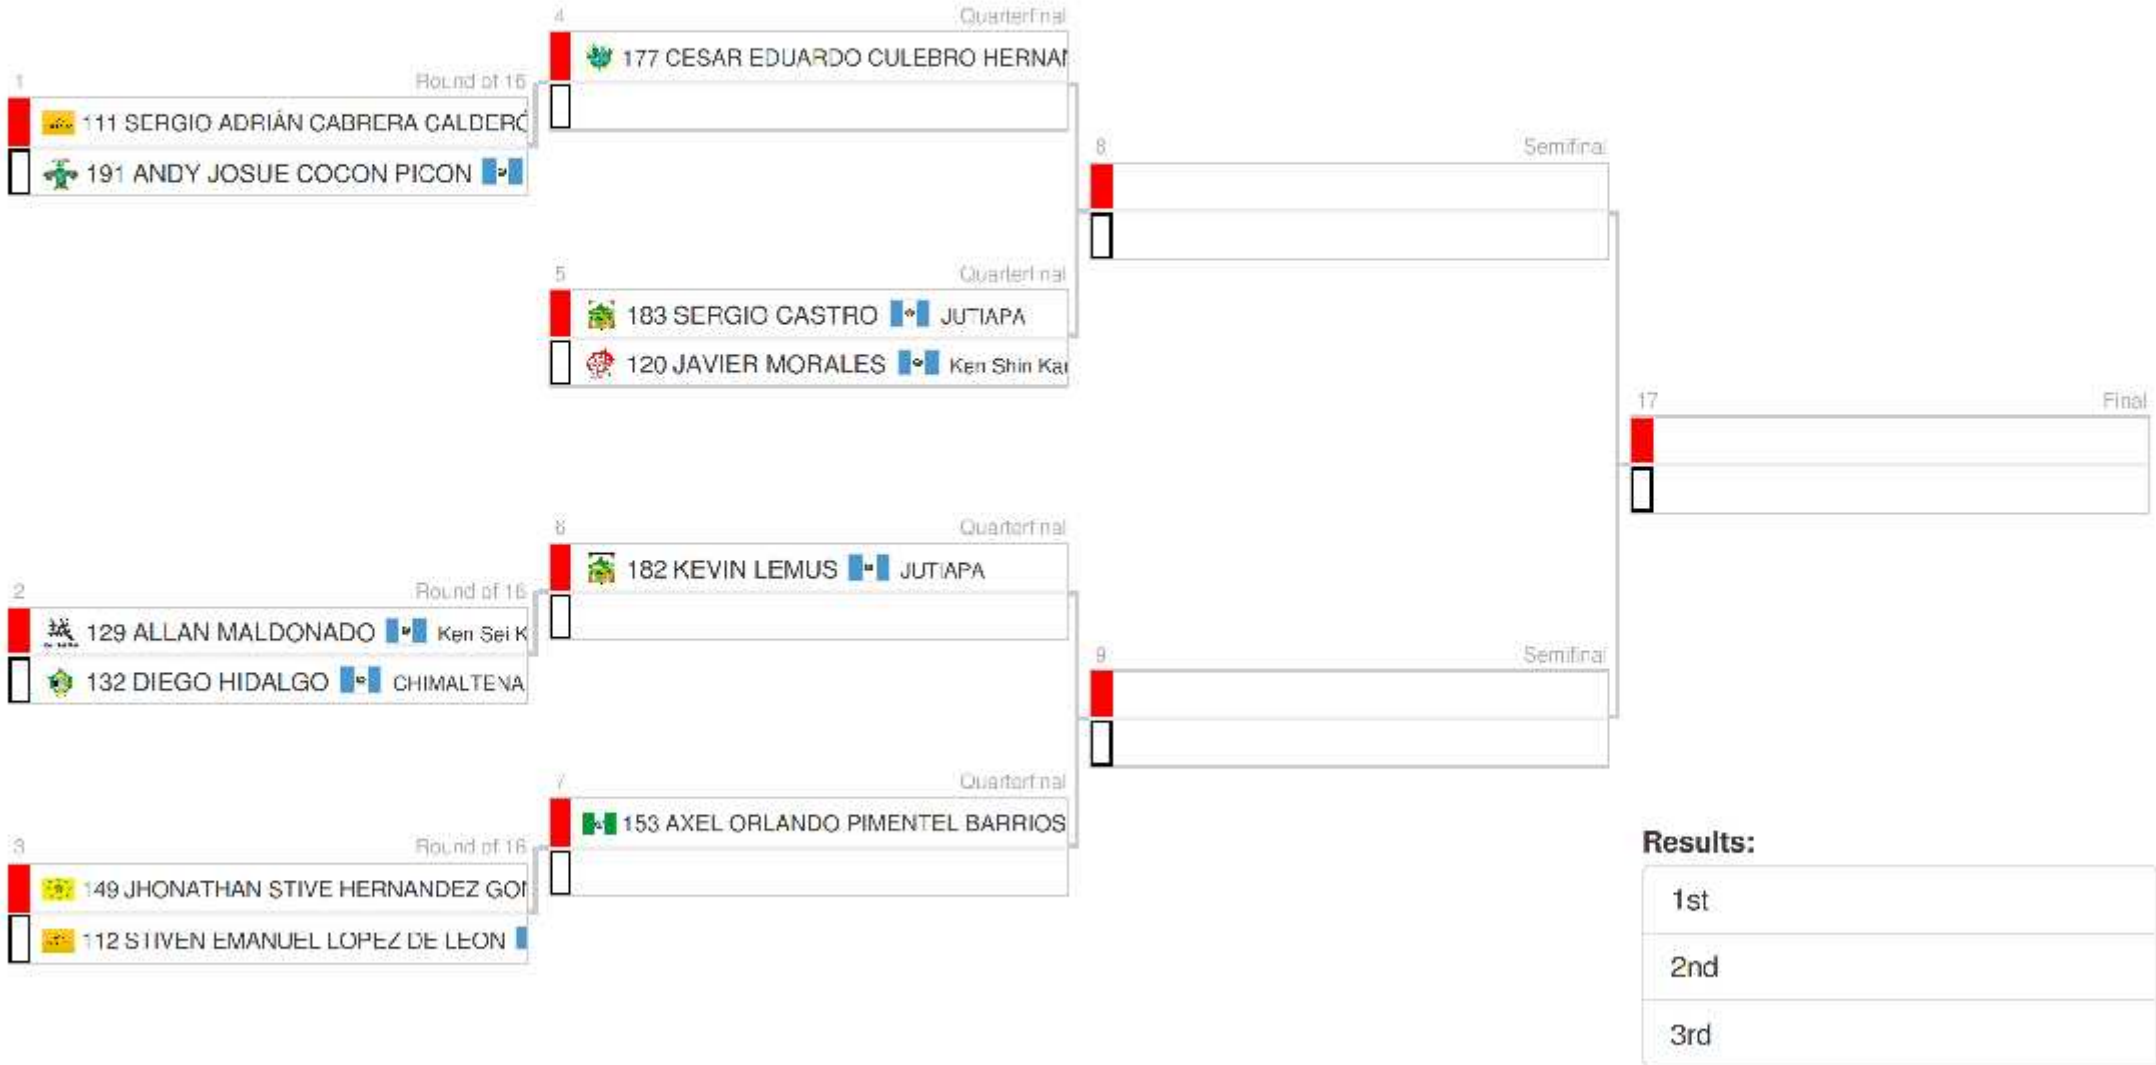 4 Quarterfinal
177 CESAR EDUARDO CULEBRO HERNAN
1 Round of 16
111 SERGIO ADRIÁN CABRERA CALDERÓ
191 ANDY JOSUE COCON PICON
5 Quarterfinal
183 SERGIO CASTRO JUTIAPA
120 JAVIER MORALES Ken Shin Kai
8 Semifinal
6 Quarterfinal
182 KEVIN LEMUS JUTIAPA
2 Round of 16
129 ALLAN MALDONADO Ken Sei K
132 DIEGO HIDALGO CHIMALTENA
7 Quarterfinal
153 AXEL ORLANDO PIMENTEL BARRIOS
3 Round of 16
149 JHONATHAN STIVE HERNANDEZ GON
112 STIVEN EMANUEL LOPEZ DE LEON
9 Semifinal
17 Final
Results:
1st
2nd
3rd